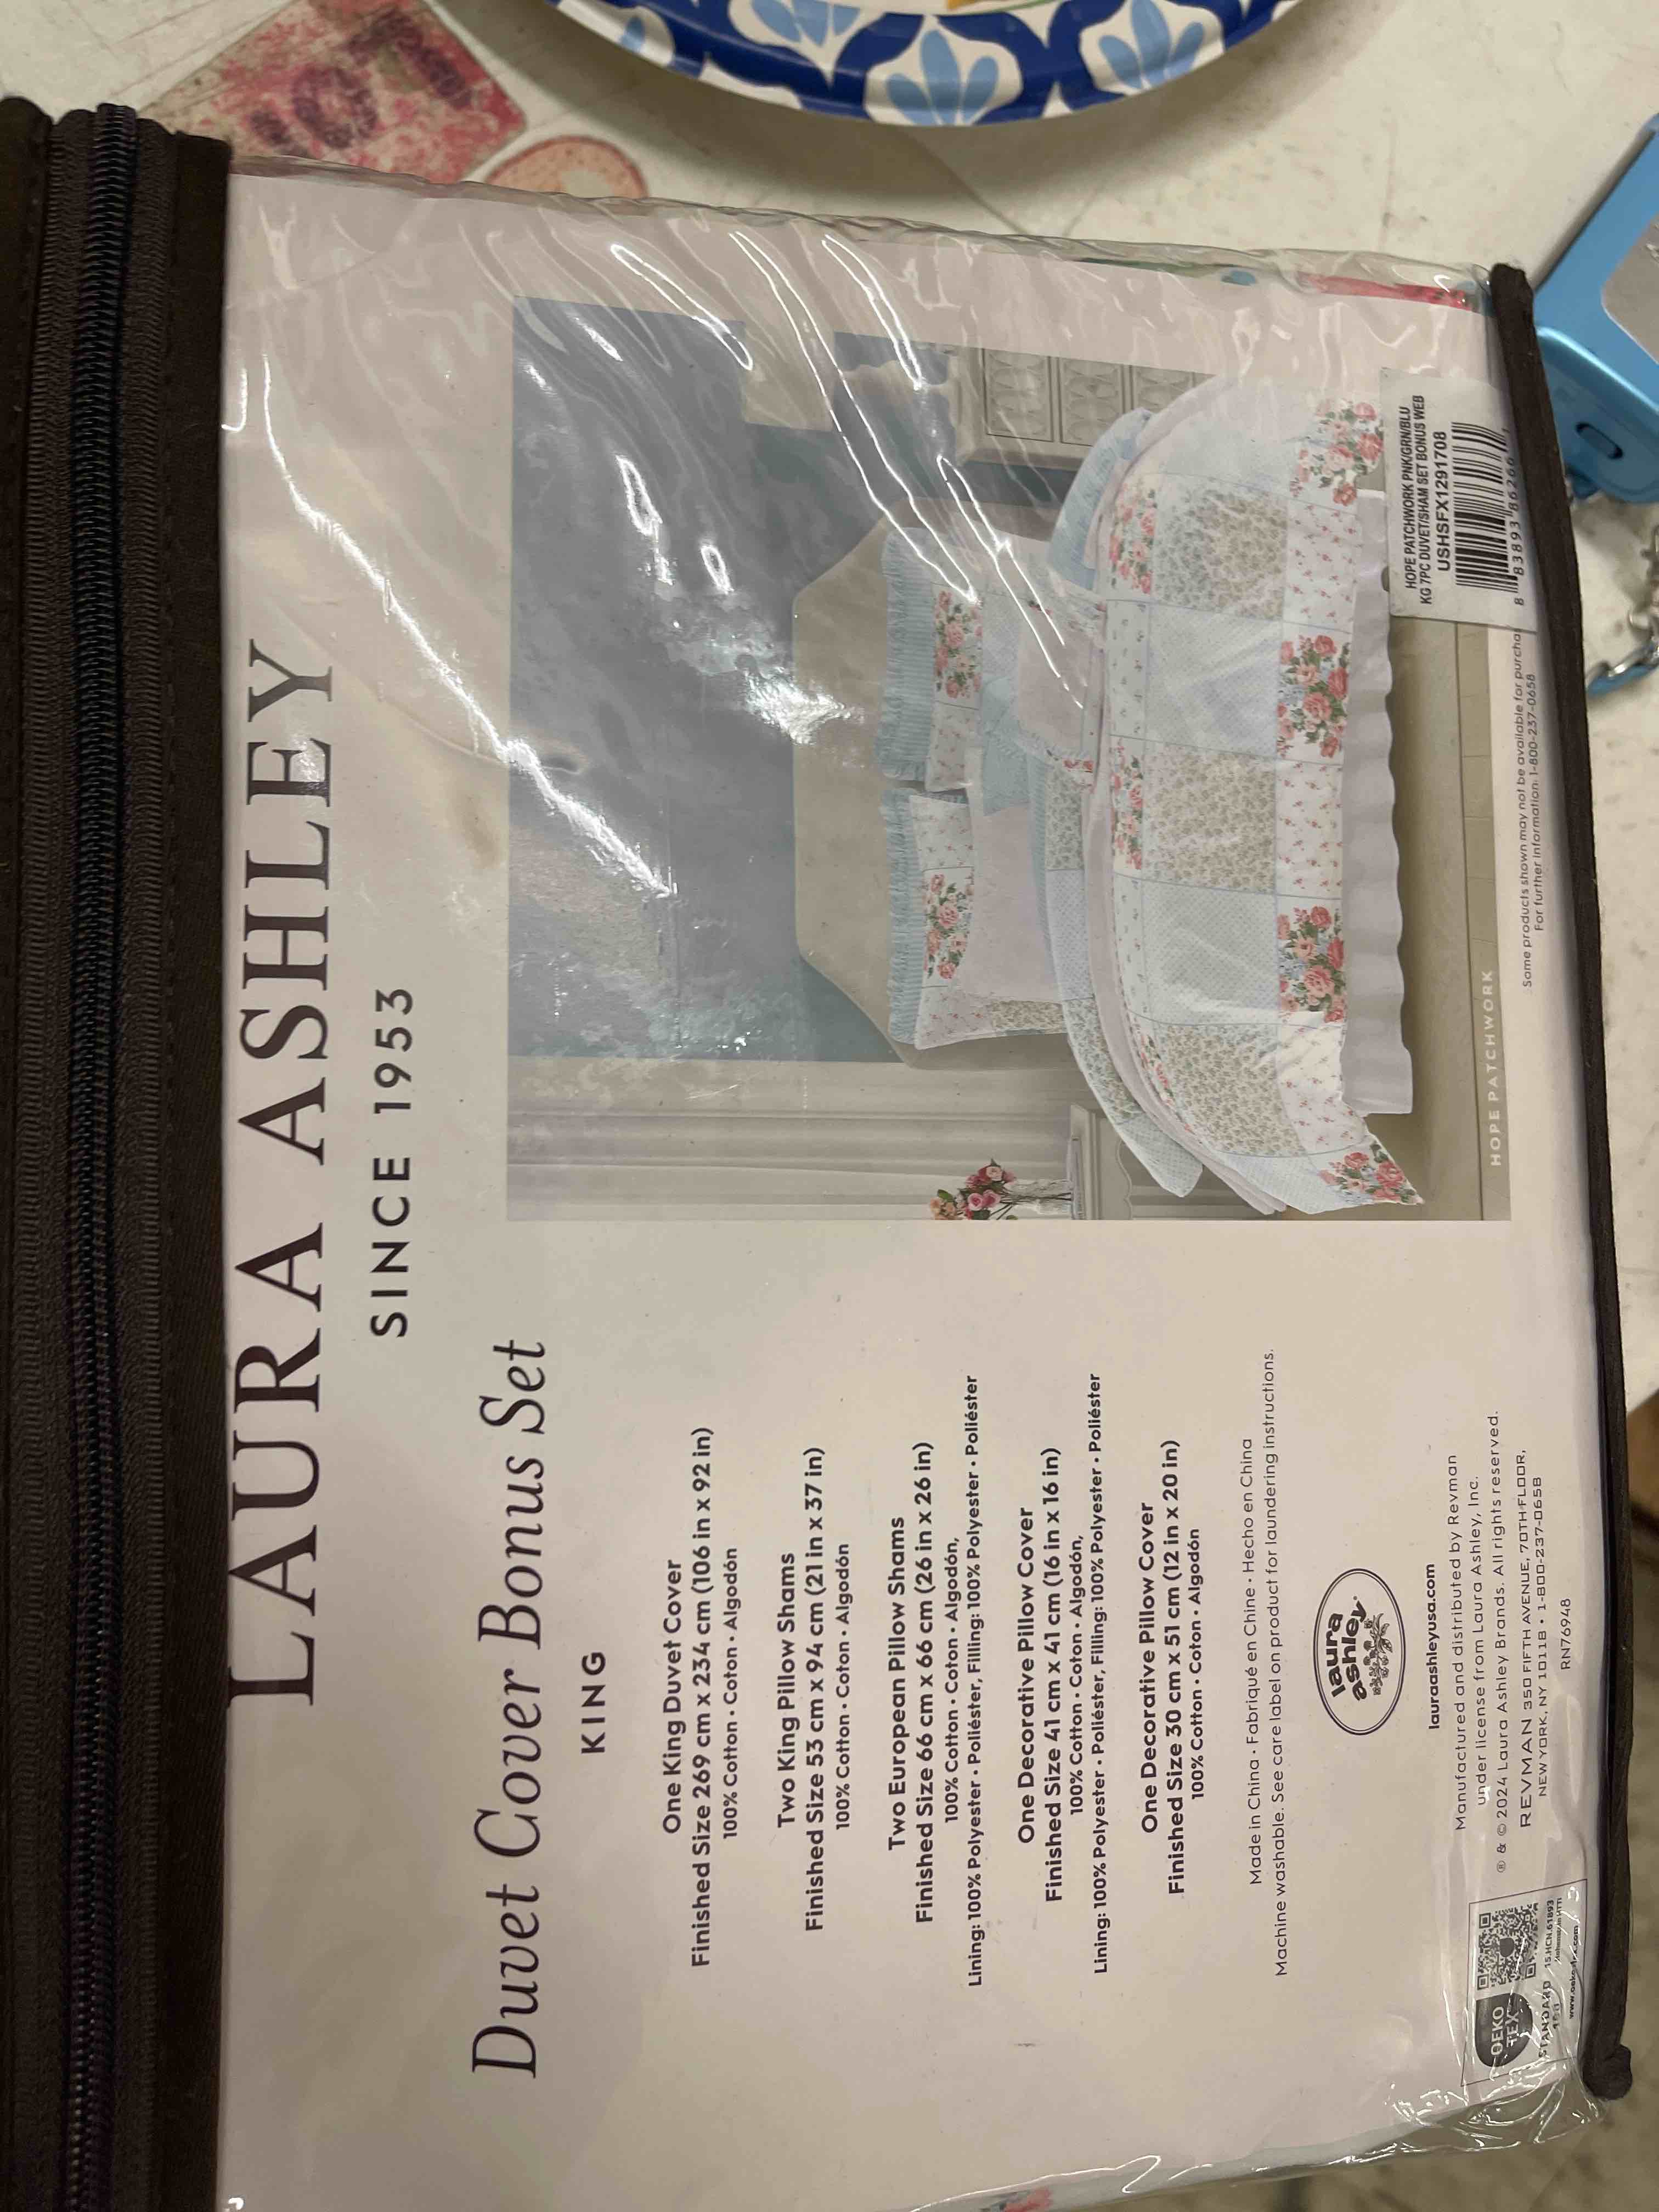 LAURA ASHLEY
SINCE 1953
Duvet Cover Bonus Set
KING
One King Duvet Cover
Finished Size 269 cm x 234 cm (106 in x 92 in)
100% Cotton • Coton • Algodón
Two King Pillow Shams
Finished Size 53 cm x 94 cm (21 in x 37 in)
100% Cotton • Coton • Algodón
Two European Pillow Shams
Finished Size 66 cm x 66 cm (26 in x 26 in)
100% Cotton • Coton • Algodón,
Lining: 100% Polyester • Poliéster, Filling: 100% Polyester • Poliéster
One Decorative Pillow Cover
Finished Size 41 cm x 41 cm (16 in x 16 in)
100% Cotton • Coton • Algodón,
Lining: 100% Polyester • Poliéster, Filling: 100% Polyester • Poliéster
One Decorative Pillow Cover
Finished Size 30 cm x 51 cm (12 in x 20 in)
100% Cotton • Coton • Algodón
Made in China • Fabriqué en Chine • Hecho en China
Machine washable. See care label on product for laundering instructions.
laura
ashley
lauraashleyusa.com
Manufactured and distributed by Revman
under license from Laura Ashley, Inc.
® & © 2024 Laura Ashley Brands. All rights reserved.
REVMAN 350 FIFTH AVENUE, 70TH FLOOR,
NEW YORK, NY 10118 • 1-800-237-0658
RN76948
OEKO
TEX
STANDARD
15.HCN.61893
HOPE PATCHWORK
HOPE PATCHWORK PNK/GRN/BLU
KG 7PC DUVET/SHAM SET BONUS WEB
USHSFX1291708
8 83893 86266
Some products shown may not be available for purcha
For further information: 1-800-237-0658